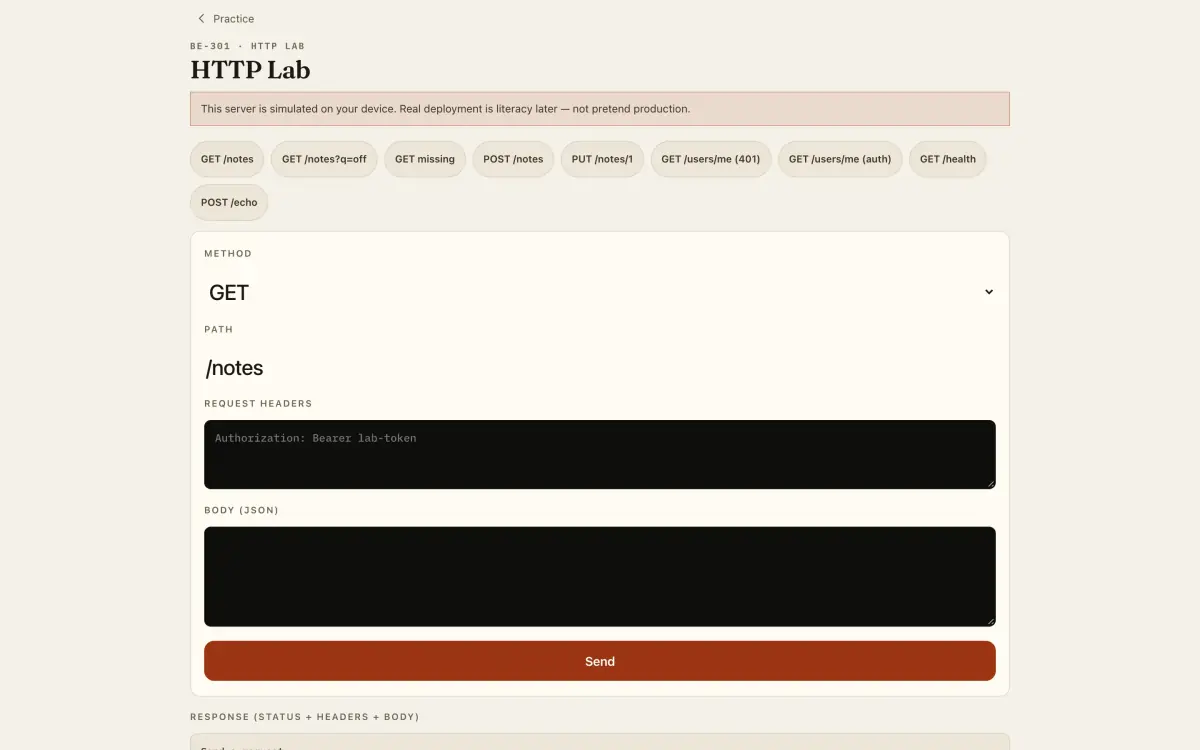 Practice
BE-301 · HTTP LAB
HTTP Lab
This server is simulated on your device. Real deployment is literacy later — not pretend production.
GET /notes GET /notes?q=off GET missing POST /notes PUT /notes/1 GET /users/me (401) GET /users/me (auth) GET /health
POST /echo
METHOD
GET
PATH
/notes
REQUEST HEADERS
Authorization: Bearer lab-token
BODY (JSON)
Send
RESPONSE (STATUS + HEADERS + BODY)